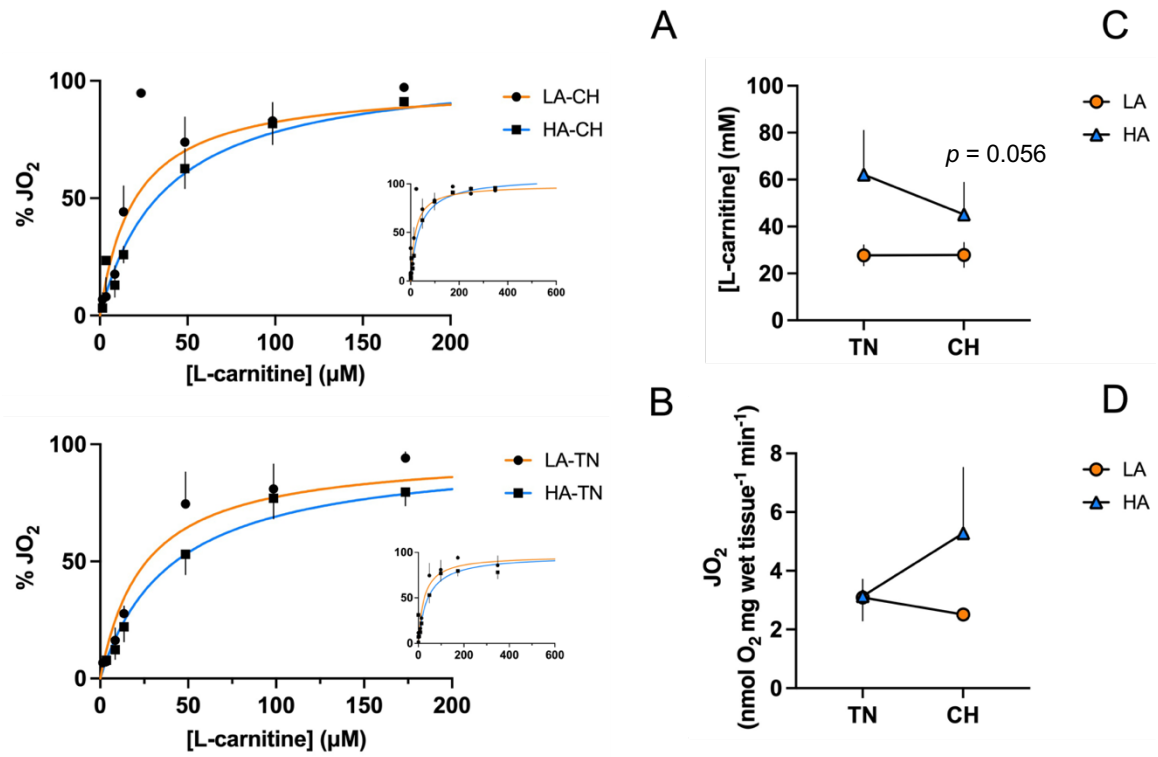 A
100
50
0
% JO2
0 50 100 150 200
[L-carnitine] (µM)
LA-CH
HA-CH
100
50
0
0 200 400 600
B
100
50
0
% JO2
0 50 100 150 200
[L-carnitine] (µM)
LA-TN
HA-TN
100
50
0
0 200 400 600
C
100
80
60
40
20
0
[L-carnitine] (mM)
TN CH
LA
HA
p = 0.056
D
8
6
4
2
0
JO2
(nmol O2 mg wet tissue-1 min-1)
TN CH
LA
HA